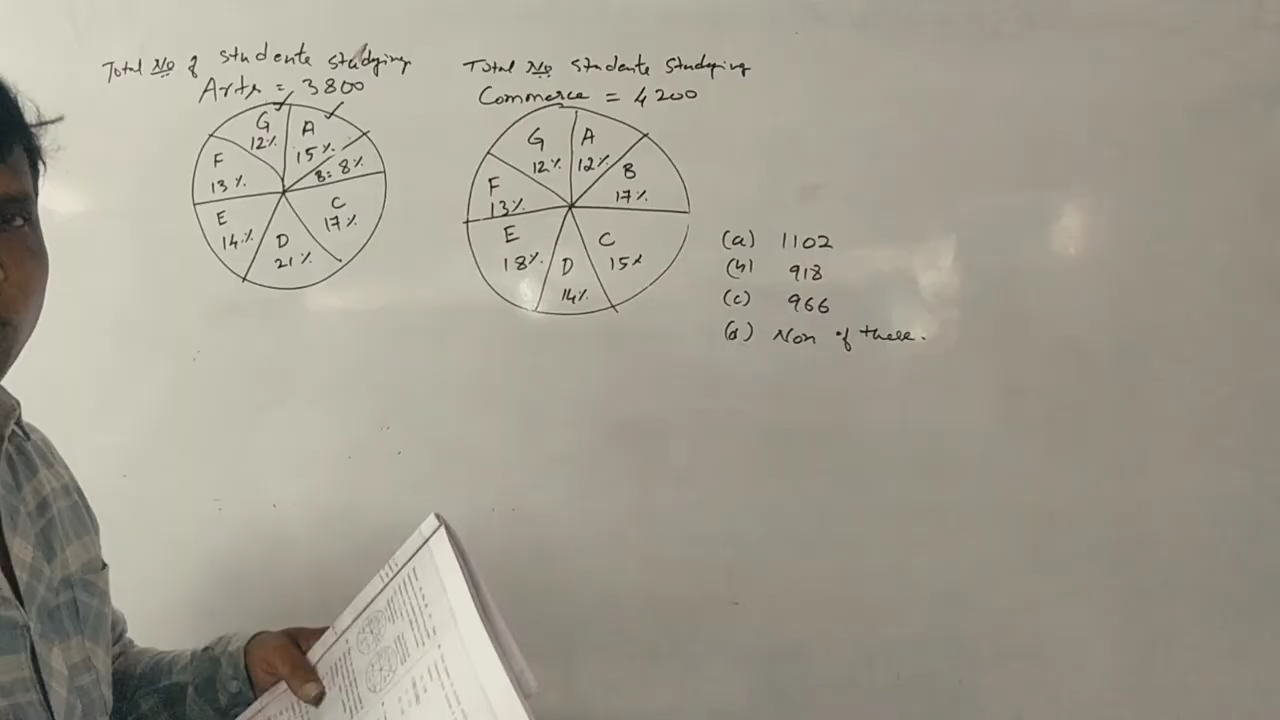 Total No of students studying
Arts = 3800
G
12%
A
15%
B = 8%
F
13%
C
17%
E
14%
D
21%
Total No students studying
Commerce = 4200
G
12%
A
12%
B
17%
F
13%
E
18%
D
14%
C
15%
(a) 1102
(b) 918
(c) 966
(d) Non of these.